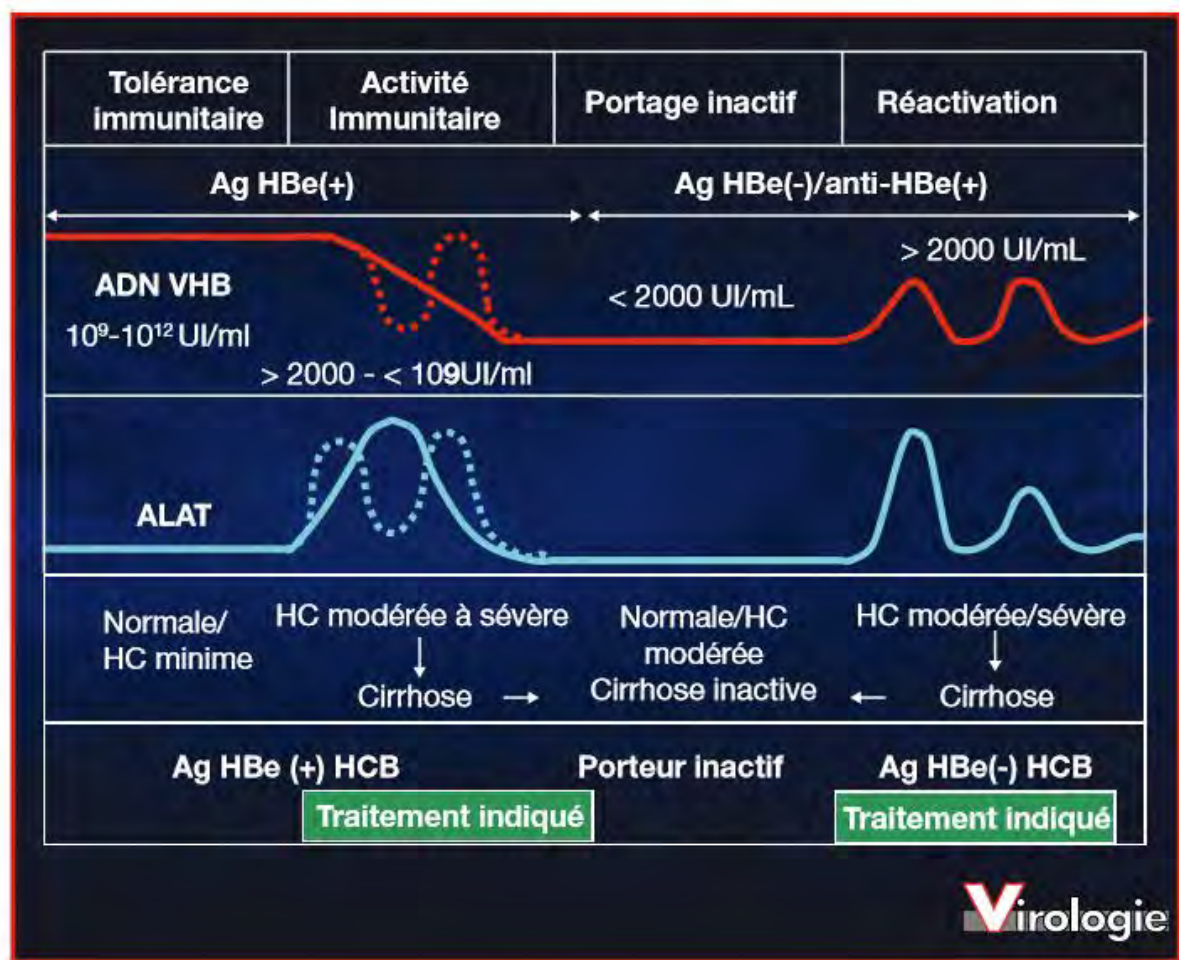 Tolérance
immunitaire
Activité
Immunitaire
Portage inactif
Réactivation
Ag HBe(+)
Ag HBe(-)/anti-HBe(+)
ADN VHB
10⁹-10¹² UI/ml
> 2000 - < 109UI/ml
< 2000 UI/mL
> 2000 UI/mL
ALAT
Normale/
HC minime
HC modérée à sévère
Cirrhose
Normale/HC
modérée
Cirrhose inactive
HC modérée/sévère
Cirrhose
Ag HBe (+) HCB
Traitement indiqué
Porteur inactif
Ag HBe(-) HCB
Traitement indiqué
Virologie